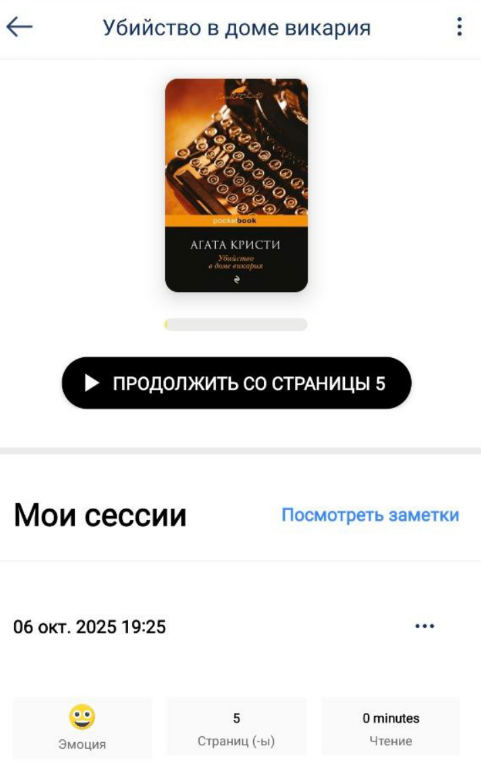 Убийство в доме викария
pocketbook
АГАТА КРИСТИ
Убийство
в доме викария
ПРОДОЛЖИТЬ СО СТРАНИЦЫ 5
Мои сессии
Посмотреть заметки
06 окт. 2025 19:25
5
0 minutes
Эмоция
Страниц (-ы)
Чтение